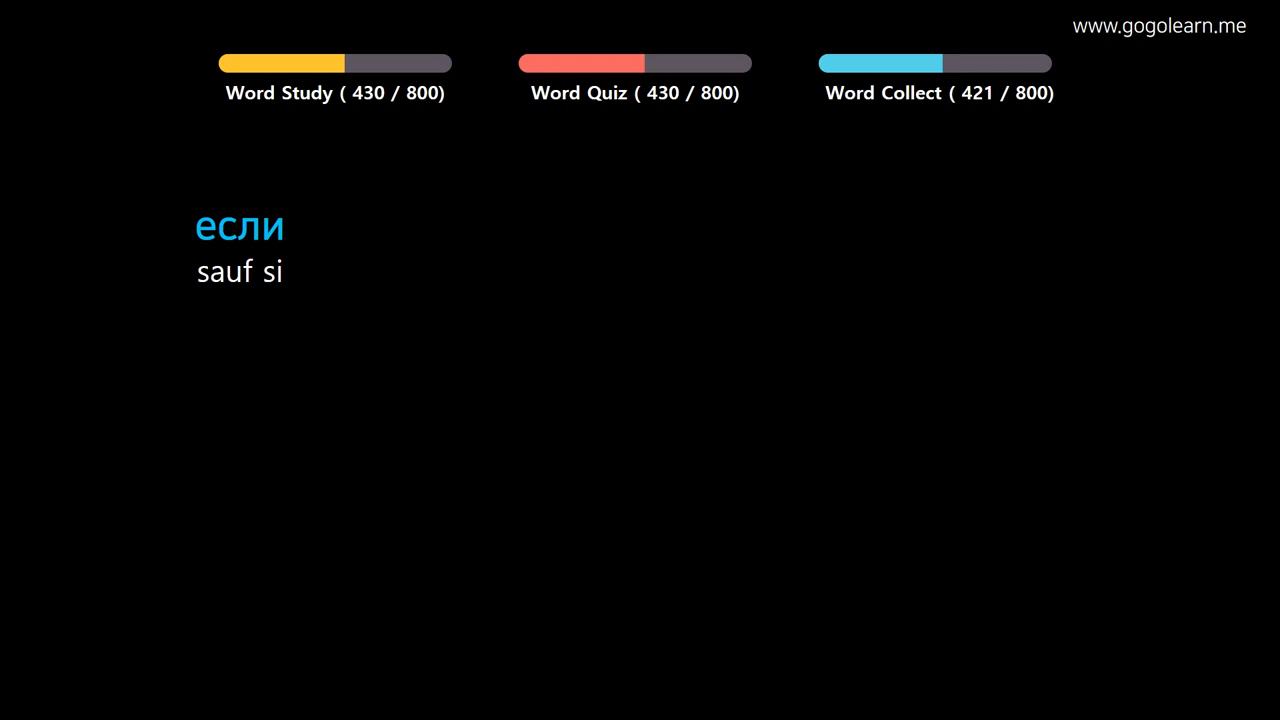 www.gogolearn.me
Word Study ( 430 / 800)
Word Quiz ( 430 / 800)
Word Collect ( 421 / 800)
если
sauf si